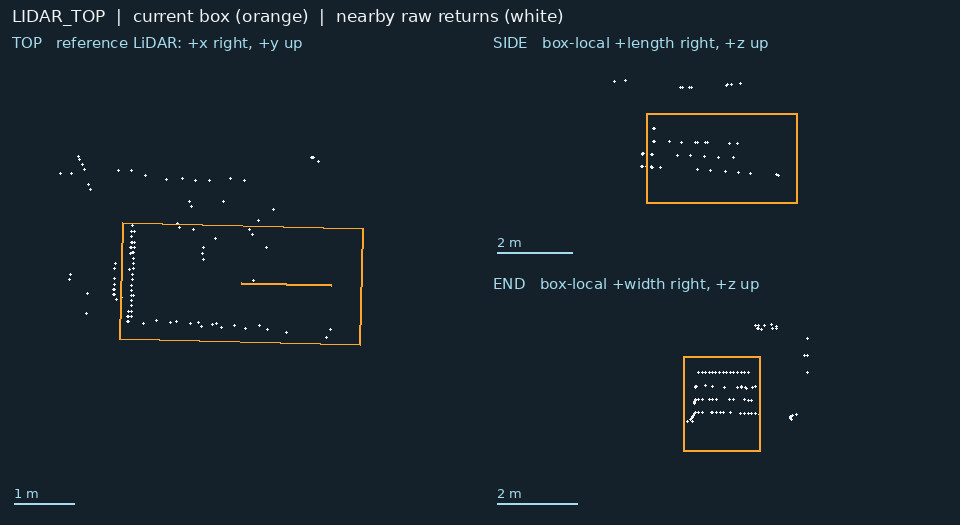 LIDAR_TOP | current box (orange) | nearby raw returns (white)
TOP reference LiDAR: +x right, +y up
SIDE box-local +length right, +z up
2 m
END box-local +width right, +z up
1 m
2 m